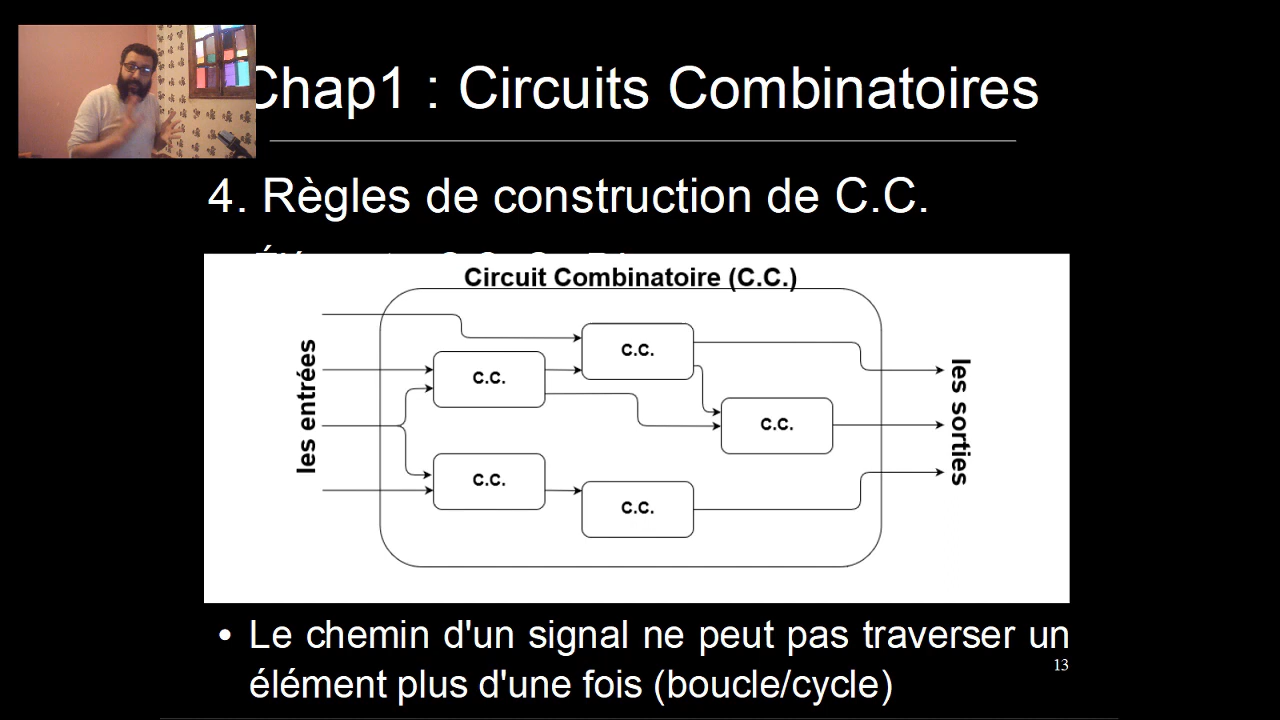 Chap1 : Circuits Combinatoires
4. Règles de construction de C.C.
Circuit Combinatoire (C.C.)
les entrées
C.C.
C.C.
C.C.
C.C.
C.C.
les sorties
• Le chemin d'un signal ne peut pas traverser un
élément plus d'une fois (boucle/cycle)
13